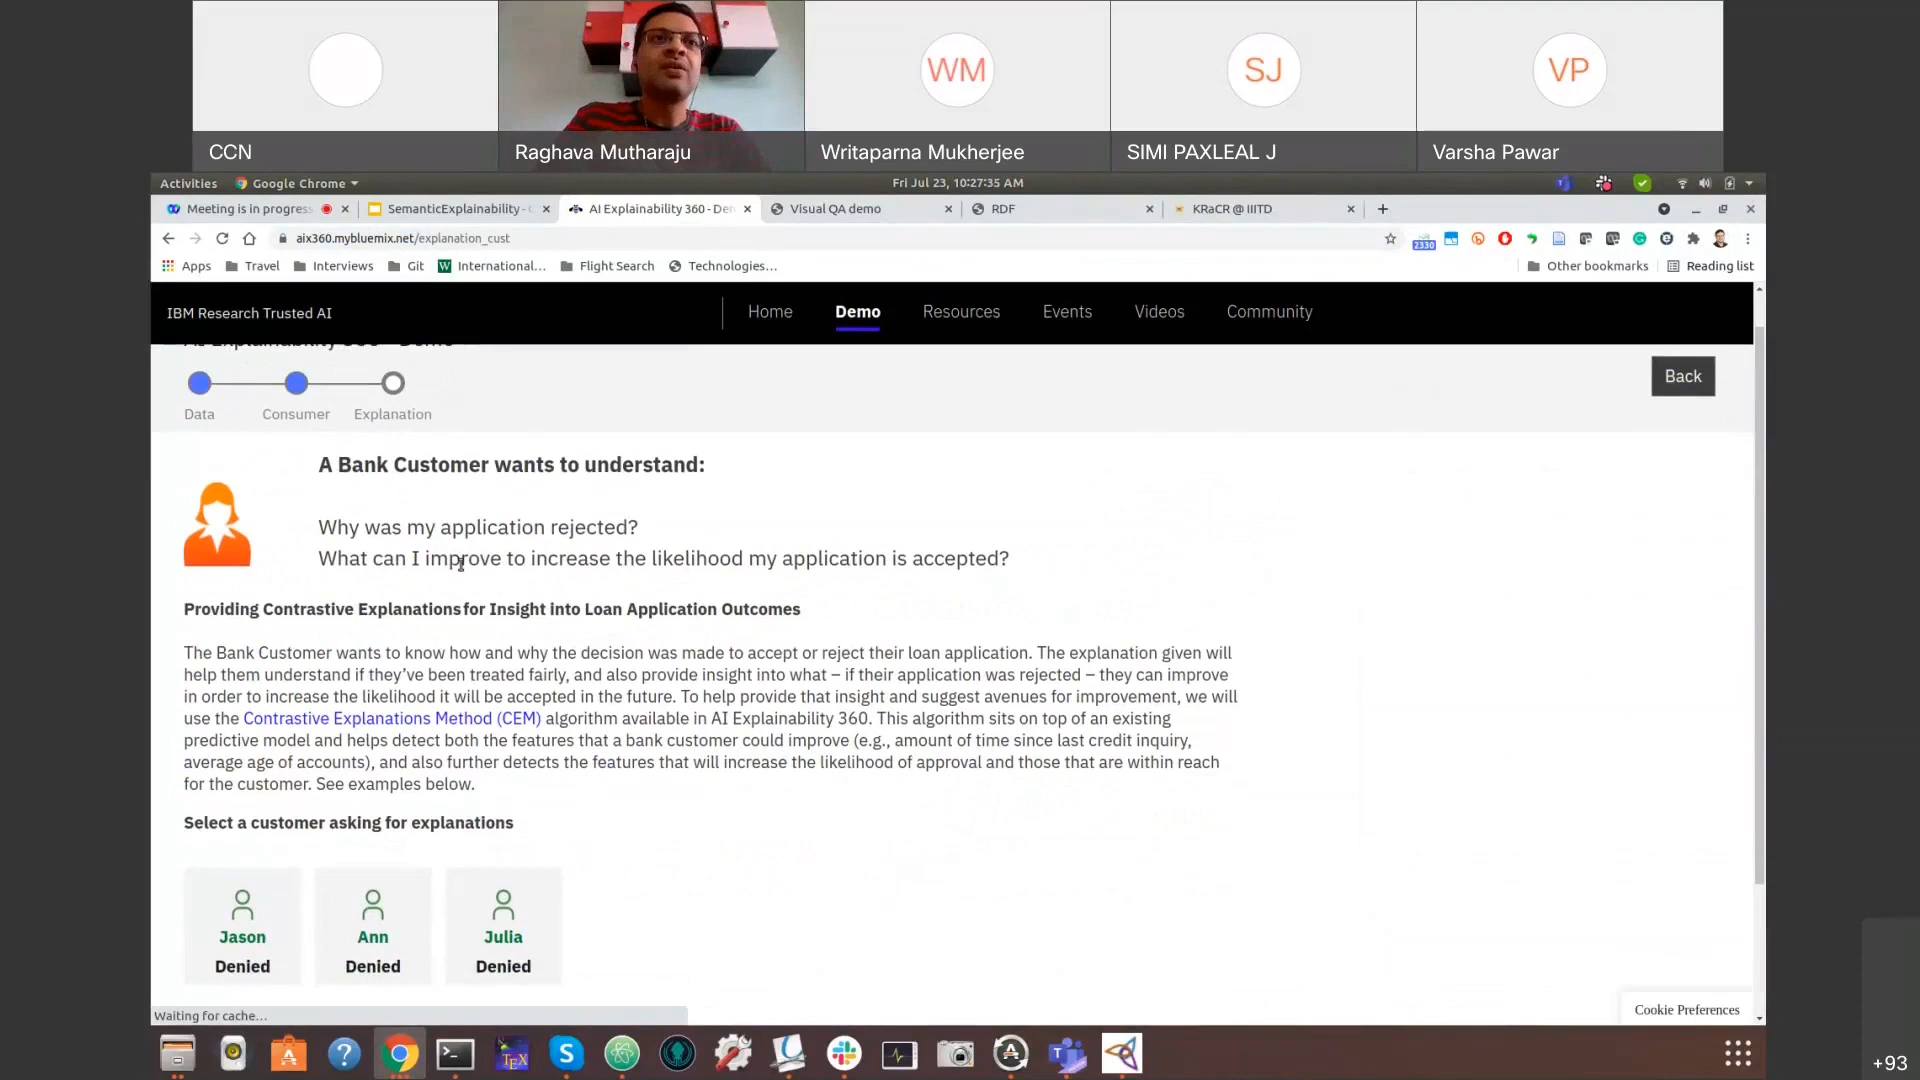 WM
SJ
VP
CCN
Raghava Mutharaju
Writaparna Mukherjee
SIMI PAXLEAL J
Varsha Pawar
Activities
Google Chrome
Fri Jul 23, 10:27:35 AM
Meeting is in progress
SemanticExplainability -
AI Explainability 360 - De
Visual QA demo
RDF
KRaCR @ IIITD
aix360.mybluemix.net/explanation_cust
2330
Apps
Travel
Interviews
Git
International...
Flight Search
Technologies...
Other bookmarks
Reading list
IBM Research Trusted AI
Home
Demo
Resources
Events
Videos
Community
AI Explainability 360 - Demo
Back
Data
Consumer
Explanation
A Bank Customer wants to understand:
Why was my application rejected?
What can I improve to increase the likelihood my application is accepted?
Providing Contrastive Explanations for Insight into Loan Application Outcomes
The Bank Customer wants to know how and why the decision was made to accept or reject their loan application. The explanation given will
help them understand if they've been treated fairly, and also provide insight into what – if their application was rejected – they can improve
in order to increase the likelihood it will be accepted in the future. To help provide that insight and suggest avenues for improvement, we will
use the Contrastive Explanations Method (CEM) algorithm available in AI Explainability 360. This algorithm sits on top of an existing
predictive model and helps detect both the features that a bank customer could improve (e.g., amount of time since last credit inquiry,
average age of accounts), and also further detects the features that will increase the likelihood of approval and those that are within reach
for the customer. See examples below.
Select a customer asking for explanations
Jason
Ann
Julia
Denied
Denied
Denied
Waiting for cache...
Cookie Preferences
TEX
+93